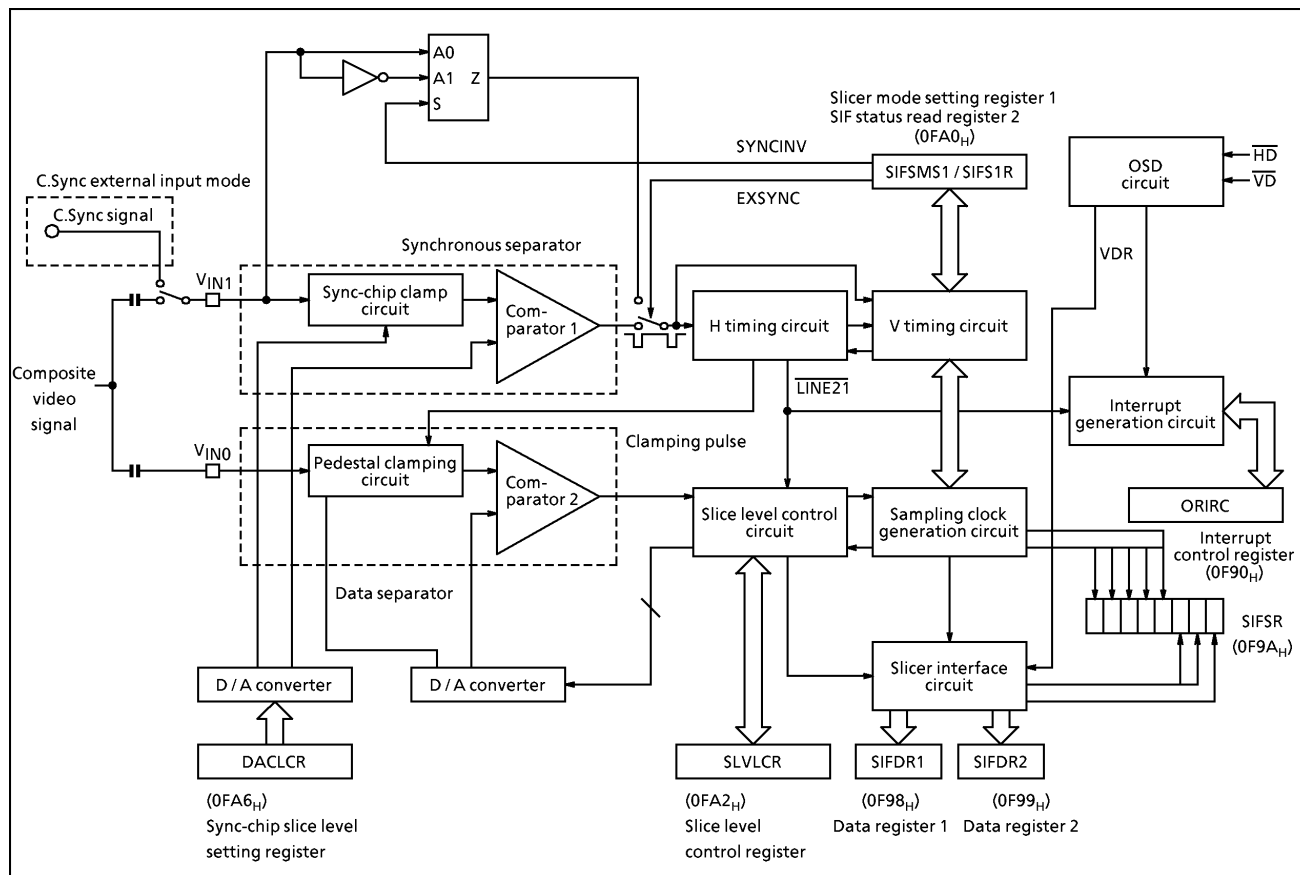 A0
A1
Z
S
Slicer mode setting register 1
SIF status read register 2
(0FA0H)
SYNCINV
SIFSMS1 / SIFS1R
EXSYNC
OSD
circuit
HD
VD
VDR
C.Sync external input mode
C.Sync signal
Synchronous separator
VIN1
Sync-chip clamp
circuit
Com-
parator 1
H timing circuit
V timing circuit
Composite
video
signal
LINE21
Interrupt
generation circuit
VIN0
Clamping pulse
Pedestal clamping
circuit
Com-
parator 2
Slice level control
circuit
Sampling clock
generation circuit
ORIRC
Interrupt
control register
(0F90H)
Data separator
SIFSR
(0F9AH)
Slicer interface
circuit
D / A converter
D / A converter
DACLCR
SLVLCR
SIFDR1
SIFDR2
(0FA6H)
Sync-chip slice level
setting register
(0FA2H)
Slice level
control register
(0F98H)
Data register 1
(0F99H)
Data register 2